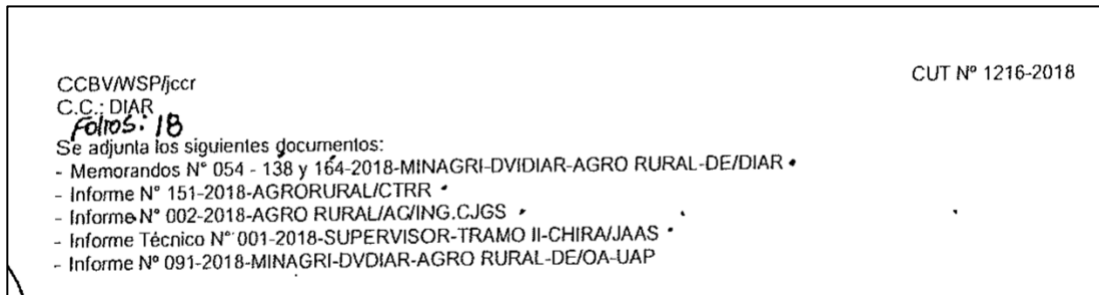 CCBV/WSP/jccr
CUT Nº 1216-2018
C.C.: DIAR
Folios: 18
Se adjunta los siguientes documentos:
- Memorandos N° 054 - 138 y 164-2018-MINAGRI-DVIDIAR-AGRO RURAL-DE/DIAR
- Informe N° 151-2018-AGRORURAL/CTRR
- Informe N° 002-2018-AGRO RURAL/AC/ING.CJGS
- Informe Técnico N° 001-2018-SUPERVISOR-TRAMO II-CHIRA/JAAS
- Informe Nº 091-2018-MINAGRI-DVDIAR-AGRO RURAL-DE/OA-UAP